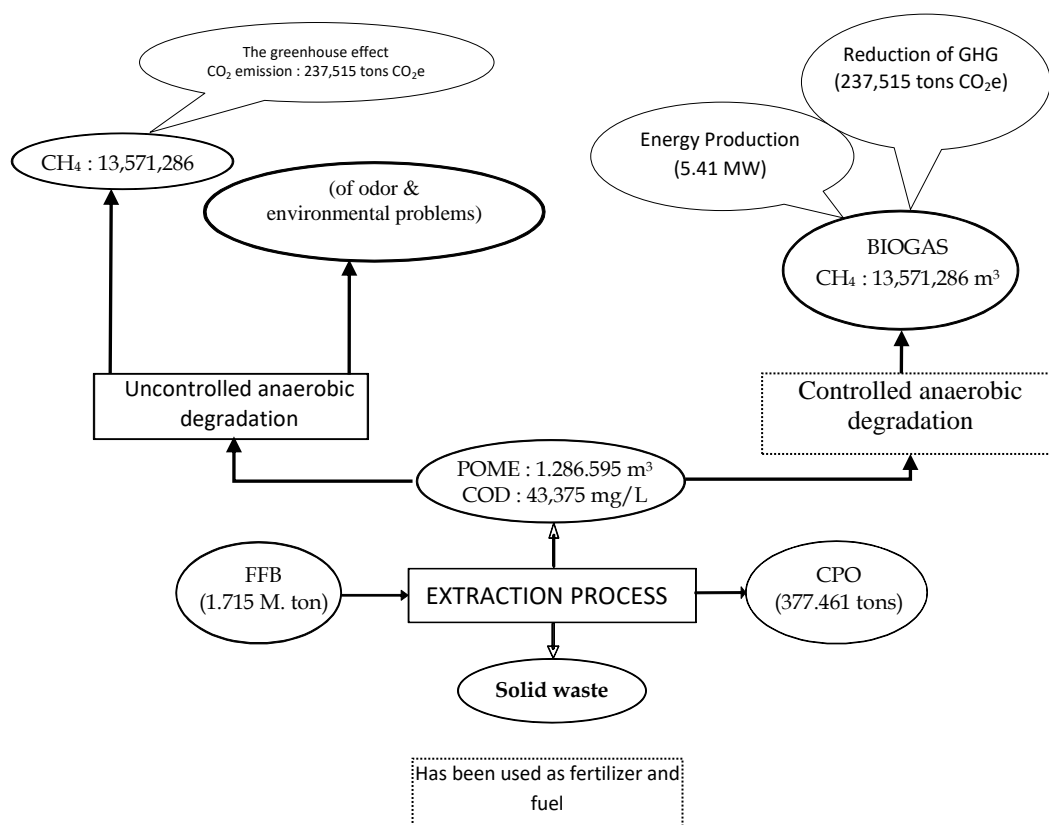 The greenhouse effect
CO₂ emission : 237,515 tons CO₂e
Reduction of GHG
(237,515 tons CO₂e)
Energy Production
(5.41 MW)
CH₄ : 13,571,286
(of odor &
environmental problems)
BIOGAS
CH₄ : 13,571,286 m³
Uncontrolled anaerobic
degradation
Controlled anaerobic
degradation
POME : 1.286.595 m³
COD : 43,375 mg/L
FFB
(1.715 M. ton)
EXTRACTION PROCESS
CPO
(377.461 tons)
Solid waste
Has been used as fertilizer and
fuel